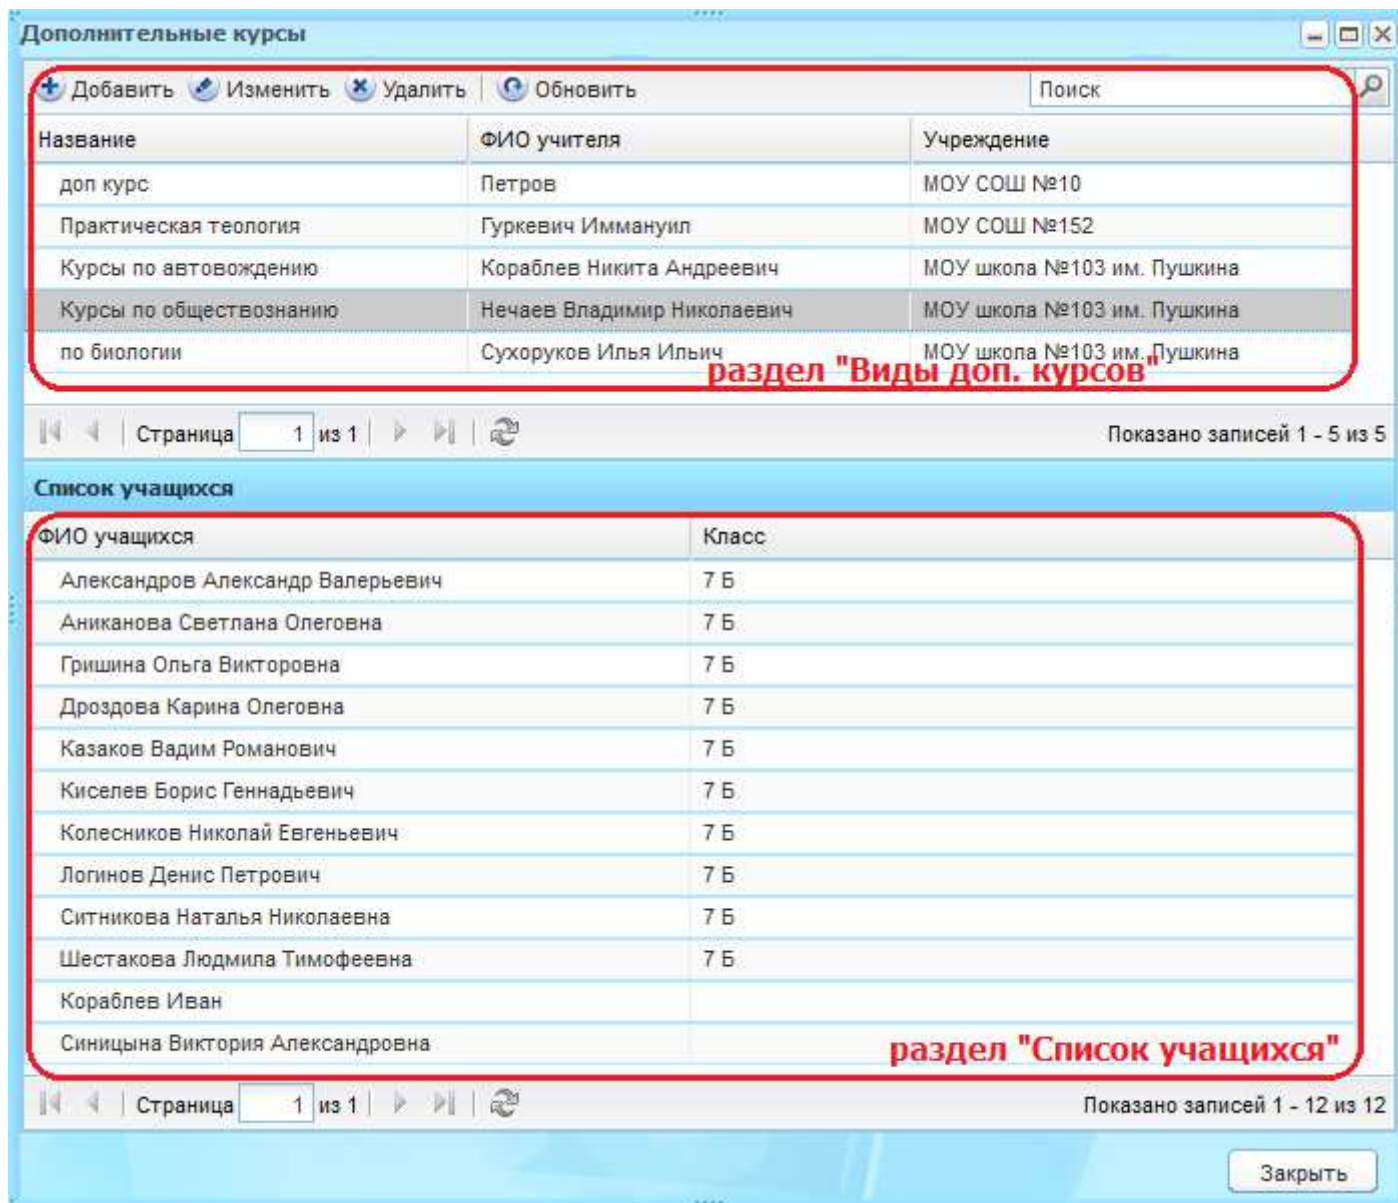 Дополнительные курсы
Добавить Изменить Удалить Обновить Поиск
Название ФИО учителя Учреждение
доп курс Петров МОУ СОШ №10
Практическая теология Гуркевич Иммануил МОУ СОШ №152
Курсы по автовождению Кораблев Никита Андреевич МОУ школа №103 им. Пушкина
Курсы по обществознанию Нечаев Владимир Николаевич МОУ школа №103 им. Пушкина
по биологии Сухоруков Илья Ильич МОУ школа №103 им. Пушкина
раздел "Виды доп. курсов"
Страница 1 из 1 Показано записей 1 - 5 из 5
Список учащихся
ФИО учащихся Класс
Александров Александр Валерьевич 7 Б
Аниканова Светлана Олеговна 7 Б
Гришина Ольга Викторовна 7 Б
Дроздова Карина Олеговна 7 Б
Казаков Вадим Романович 7 Б
Киселев Борис Геннадьевич 7 Б
Колесников Николай Евгеньевич 7 Б
Логинов Денис Петрович 7 Б
Ситникова Наталья Николаевна 7 Б
Шестакова Людмила Тимофеевна 7 Б
Кораблев Иван
Синицына Виктория Александровна
раздел "Список учащихся"
Страница 1 из 1 Показано записей 1 - 12 из 12
Закрыть